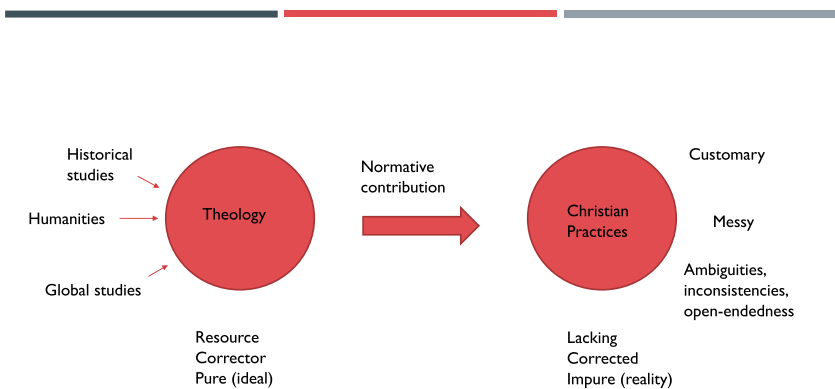 Historical
studies
Humanities
Global studies
Theology
Resource
Corrector
Pure (ideal)
Normative
contribution
Christian
Practices
Lacking
Corrected
Impure (reality)
Customary
Messy
Ambiguities,
inconsistencies,
open-endedness